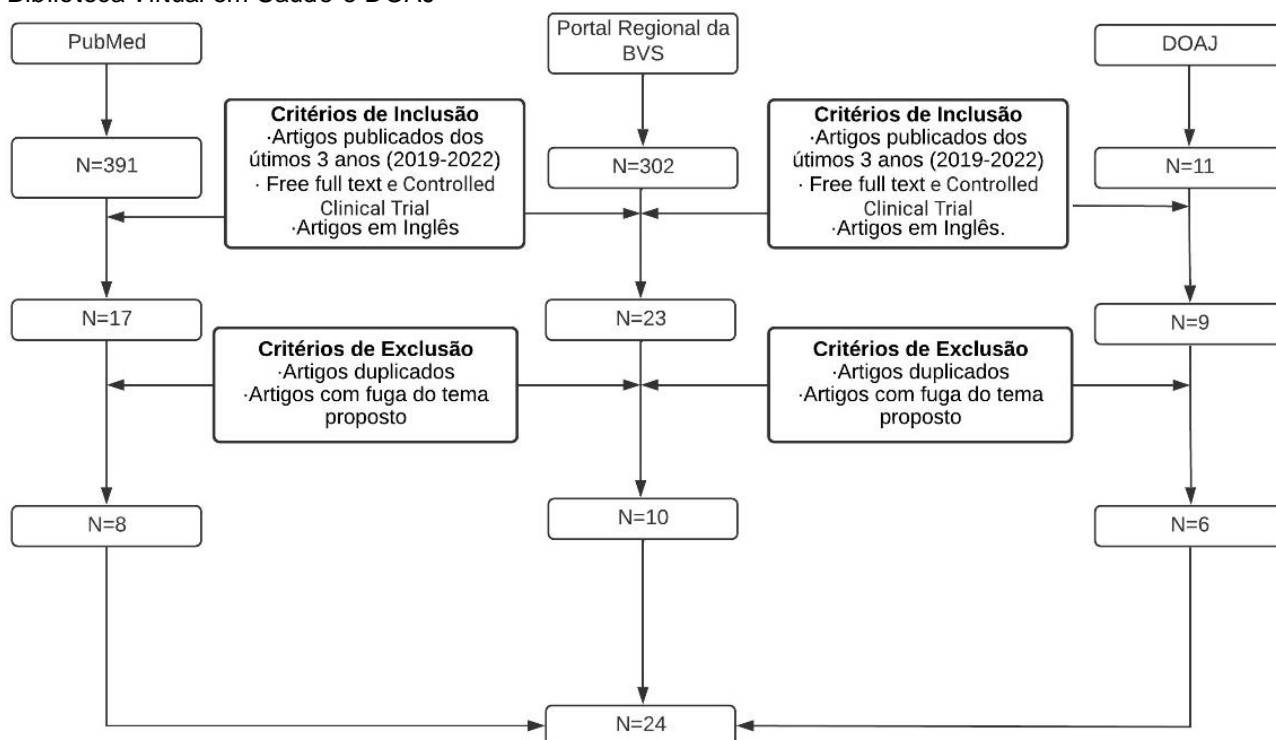 Biblioteca Virtual em Saúde e DOAJ
PubMed
Portal Regional da
BVS
DOAJ
Critérios de Inclusão
·Artigos publicados dos
útimos 3 anos (2019-2022)
· Free full text e Controlled
Clinical Trial
·Artigos em Inglês
Critérios de Inclusão
·Artigos publicados dos
útimos 3 anos (2019-2022)
· Free full text e Controlled
Clinical Trial
·Artigos em Inglês.
N=391
N=302
N=11
N=17
N=23
N=9
Critérios de Exclusão
·Artigos duplicados
·Artigos com fuga do tema
proposto
Critérios de Exclusão
·Artigos duplicados
·Artigos com fuga do tema
proposto
N=8
N=10
N=6
N=24